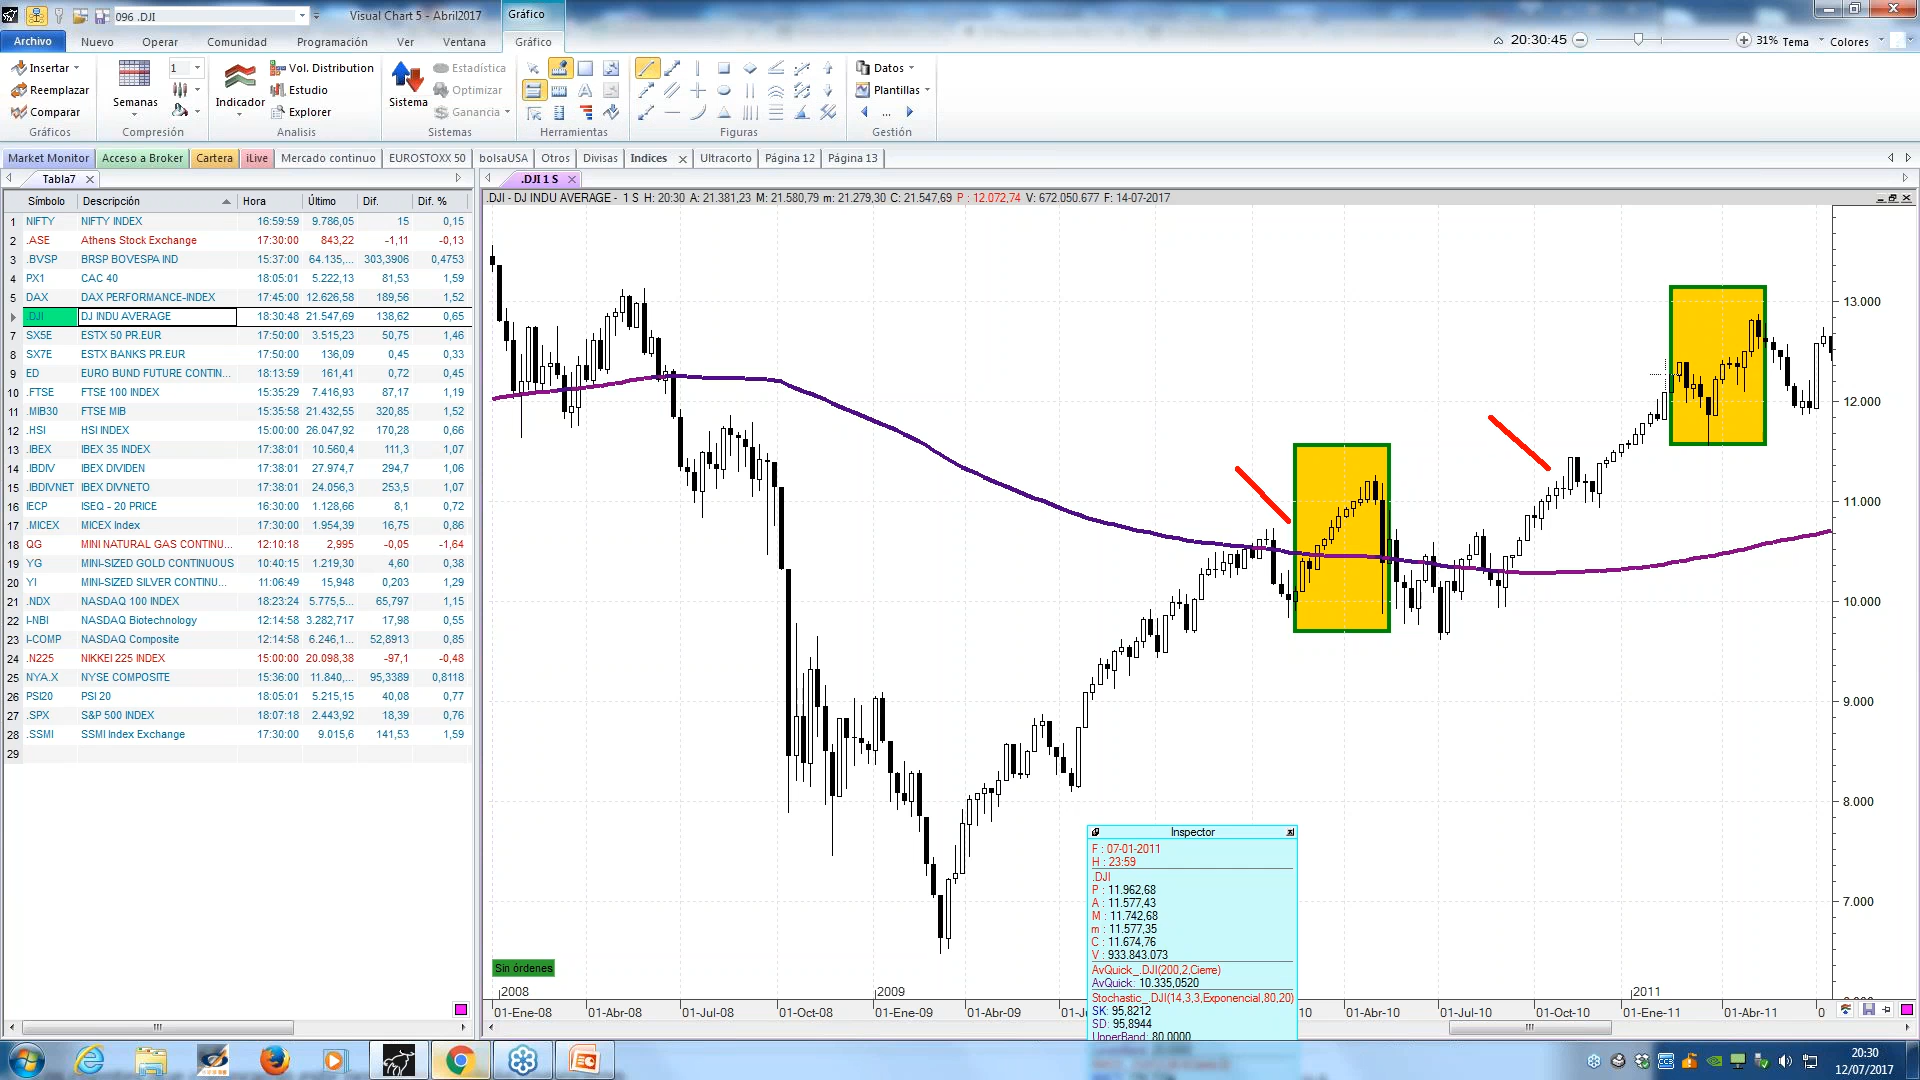 096 .DJI
Visual Chart 5 - Abril2017
Gráfico
Archivo Nuevo Operar Comunidad Programación Ver Ventana Gráfico
20:30:45 31% Tema Colores
Insertar
Reemplazar
Comparar
Gráficos
Semanas
1
Compresión
Indicador
Vol. Distribution
Estudio
Explorer
Analisis
Sistema
Estadística
Optimizar
Ganancia
Sistemas
Herramientas
Figuras
Datos
Plantillas
...
Gestión
Market Monitor Acceso a Broker Cartera iLive Mercado continuo EUROSTOXX 50 bolsaUSA Otros Divisas Indices Ultracorto Página 12 Página 13
Tabla7
.DJI 1 S
Símbolo Descripción Hora Último Dif. Dif. %
1 NIFTY NIFTY INDEX 16:59:59 9.786,05 15 0,15
2 .ASE Athens Stock Exchange 17:30:00 843,22 -1,11 -0,13
3 .BVSP BRSP BOVESPA IND 15:37:00 64.135,... 303,3906 0,4753
4 PX1 CAC 40 18:05:01 5.222,13 81,53 1,59
5 DAX DAX PERFORMANCE-INDEX 17:45:00 12.626,58 189,56 1,52
.DJI DJ INDU AVERAGE 18:30:48 21.547,69 138,62 0,65
7 SX5E ESTX 50 PR.EUR 17:50:00 3.515,23 50,75 1,46
8 SX7E ESTX BANKS PR.EUR 17:50:00 136,09 0,45 0,33
9 ED EURO BUND FUTURE CONTIN... 18:13:59 161,41 0,72 0,45
10 .FTSE FTSE 100 INDEX 15:35:29 7.416,93 87,17 1,19
11 .MIB30 FTSE MIB 15:35:58 21.432,55 320,85 1,52
12 .HSI HSI INDEX 15:00:00 26.047,92 170,28 0,66
13 .IBEX IBEX 35 INDEX 17:38:01 10.560,4 111,3 1,07
14 .IBDIV IBEX DIVIDEN 17:38:01 27.974,7 294,7 1,06
15 .IBDIVNET IBEX DIVNETO 17:38:01 24.056,3 253,5 1,07
16 IECP ISEQ - 20 PRICE 16:30:00 1.128,66 8,1 0,72
17 .MICEX MICEX Index 17:30:00 1.954,39 16,75 0,86
18 QG MINI NATURAL GAS CONTINU... 12:10:18 2,995 -0,05 -1,64
19 YG MINI-SIZED GOLD CONTINUOUS 10:40:15 1.219,30 4,60 0,38
20 YI MINI-SIZED SILVER CONTINU... 11:06:49 15,948 0,203 1,29
21 .NDX NASDAQ 100 INDEX 18:23:24 5.775,5... 65,797 1,15
22 I-NBI NASDAQ Biotechnology 12:14:58 3.282,717 17,98 0,55
23 I-COMP NASDAQ Composite 12:14:58 6.246,1... 52,8913 0,85
24 .N225 NIKKEI 225 INDEX 15:00:00 20.098,38 -97,1 -0,48
25 NYA.X NYSE COMPOSITE 15:36:00 11.840,... 95,3389 0,8118
26 PSI20 PSI 20 18:05:01 5.215,15 40,08 0,77
27 .SPX S&P 500 INDEX 18:07:18 2.443,92 18,39 0,76
28 .SSMI SSMI Index Exchange 17:30:00 9.015,6 141,53 1,59
29
.DJI - DJ INDU AVERAGE - 1 S H: 20:30 A: 21.381,23 M: 21.580,79 m: 21.279,30 C: 21.547,69 P : 12.072,74 V: 672.050.677 F: 14-07-2017
13.000
12.000
11.000
10.000
9.000
8.000
7.000
Sin órdenes
Inspector
F : 07-01-2011
H : 23:59
.DJI
P : 11.962,68
A : 11.577,43
M : 11.742,68
m : 11.577,35
C : 11.674,76
V : 933.843.073
AvQuick_.DJI(200,2,Cierre)
AvQuick: 10.335,0520
Stochastic_.DJI(14,3,3,Exponencial,80,20)
SK: 95,8212
SD: 95,8944
UpperBand: 80,0000
2008 2009 2011
01-Ene-08 01-Abr-08 01-Jul-08 01-Oct-08 01-Ene-09 01-Abr-09 01-Ju 10 01-Abr-10 01-Jul-10 01-Oct-10 01-Ene-11 01-Abr-11 0
20:30
12/07/2017